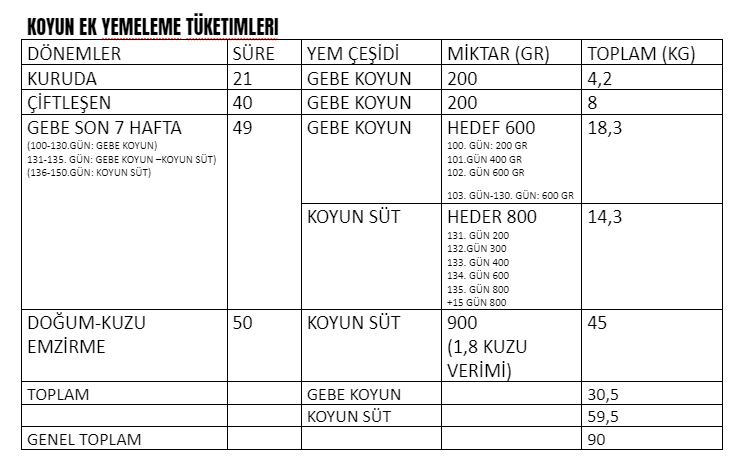 KOYUN EK YEMELEME TÜKETIMLERI
DÖNEMLER SÜRE YEM ÇEŞİDİ MİKTAR (GR) TOPLAM (KG)
KURUDA 21 GEBE KOYUN 200 4,2
ÇİFTLEŞEN 40 GEBE KOYUN 200 8
GEBE SON 7 HAFTA 49 GEBE KOYUN HEDEF 600 18,3
(100-130.GÜN: GEBE KOYUN)
131-135. GÜN: GEBE KOYUN –KOYUN SÜT)
(136-150.GÜN: KOYUN SÜT)
100. GÜN: 200 GR
101.GÜN 400 GR
102. GÜN 600 GR
103. GÜN-130. GÜN: 600 GR
KOYUN SÜT HEDER 800 14,3
131. GÜN 200
132.GÜN 300
133. GÜN 400
134. GÜN 600
135. GÜN 800
+15 GÜN 800
DOĞUM-KUZU 50 KOYUN SÜT 900 45
EMZİRME (1,8 KUZU
VERİMİ)
TOPLAM GEBE KOYUN 30,5
KOYUN SÜT 59,5
GENEL TOPLAM 90